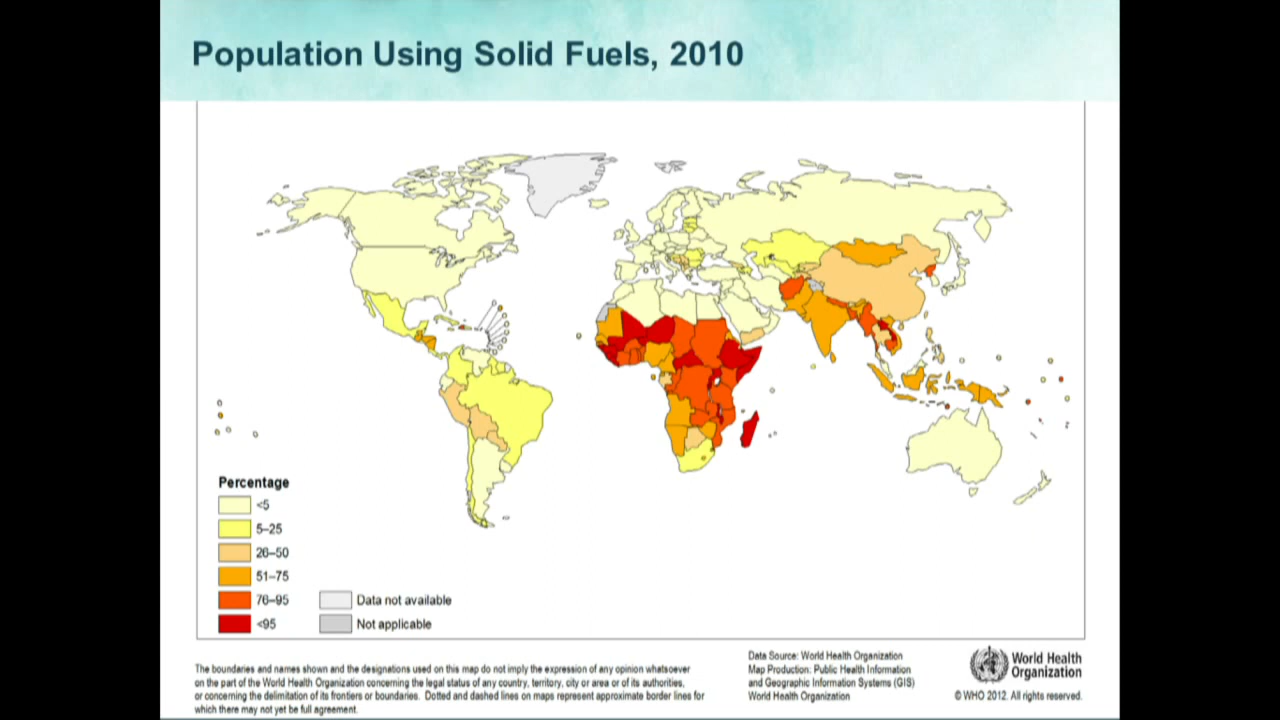 Population Using Solid Fuels, 2010
Percentage
<5
5–25
26–50
51–75
76–95
<95
Data not available
Not applicable
The boundaries and names shown and the designations used on this map do not imply the expression of any opinion whatsoever
on the part of the World Health Organization concerning the legal status of any country, territory, city or area or of its authorities,
or concerning the delimitation of its frontiers or boundaries. Dotted and dashed lines on maps represent approximate border lines for
which there may not yet be full agreement.
Data Source: World Health Organization
Map Production: Public Health Information
and Geographic Information Systems (GIS)
World Health Organization
World Health
Organization
© WHO 2012. All rights reserved.